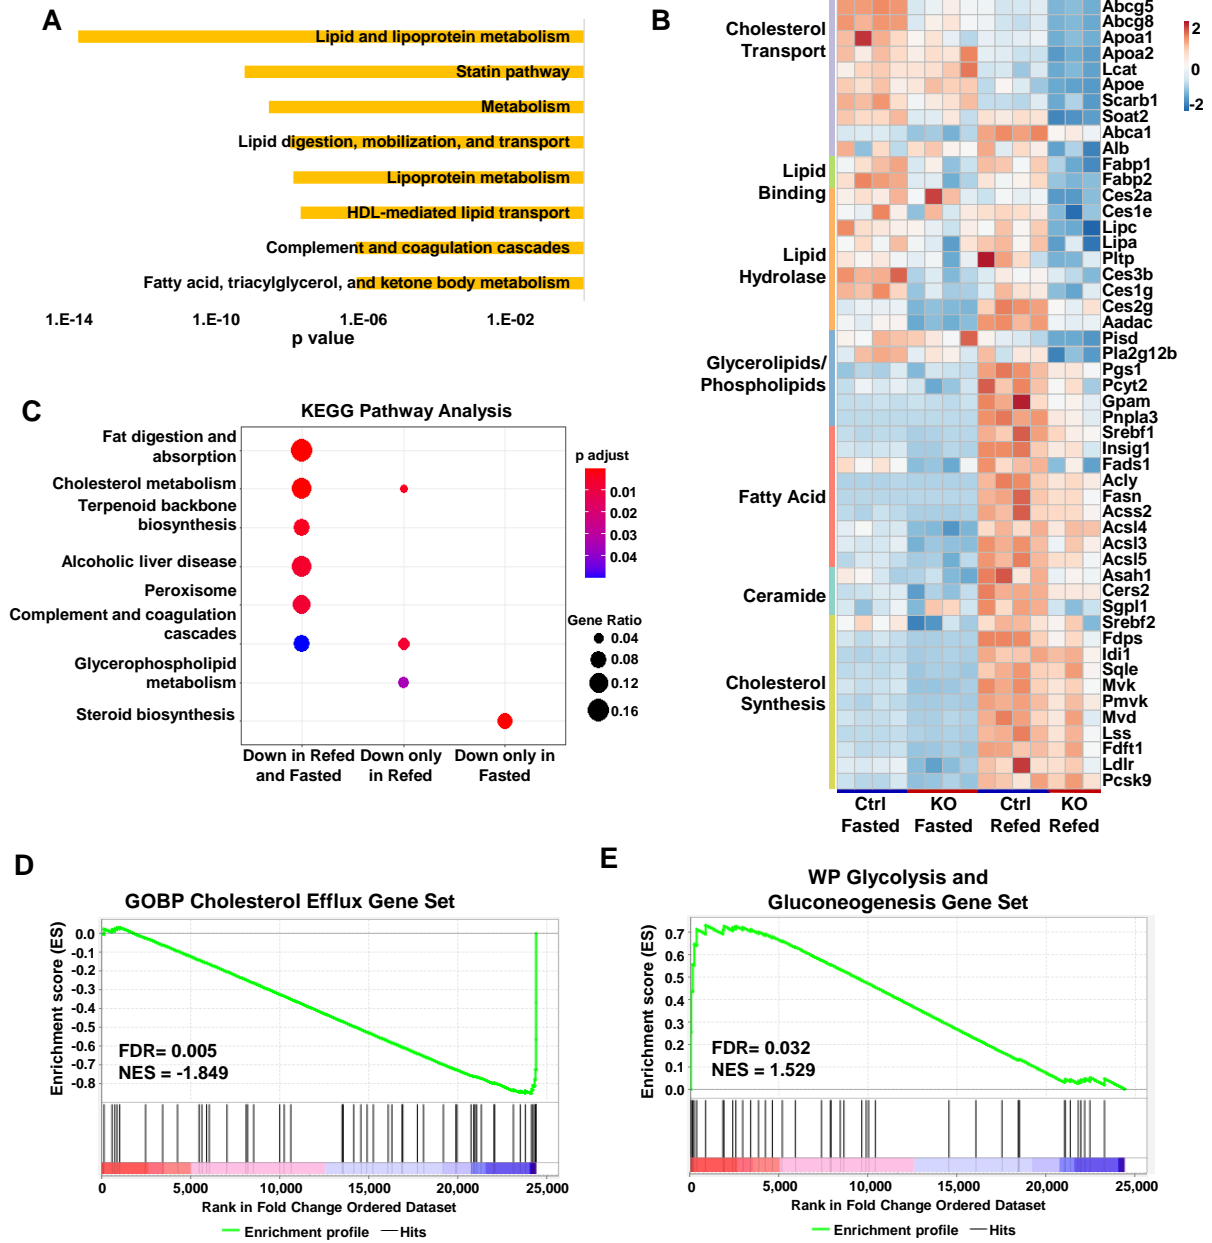 A
Lipid and lipoprotein metabolism
Statin pathway
Metabolism
Lipid digestion, mobilization, and transport
Lipoprotein metabolism
HDL-mediated lipid transport
Complement and coagulation cascades
Fatty acid, triacylglycerol, and ketone body metabolism
1.E-14 1.E-10 1.E-06 1.E-02
p value
B
Cholesterol
Transport
Lipid
Binding
Lipid
Hydrolase
Glycerolipids/
Phospholipids
Fatty Acid
Ceramide
Cholesterol
Synthesis
Abcg5
Abcg8
Apoa1
Apoa2
Lcat
Apoe
Scarb1
Soat2
Abca1
Alb
Fabp1
Fabp2
Ces2a
Ces1e
Lipc
Lipa
Pltp
Ces3b
Ces1g
Ces2g
Aadac
Pisd
Pla2g12b
Pgs1
Pcyt2
Gpam
Pnpla3
Srebf1
Insig1
Fads1
Acly
Fasn
Acss2
Acsl4
Acsl3
Acsl5
Asah1
Cers2
Sgpl1
Srebf2
Fdps
Idi1
Sqle
Mvk
Pmvk
Mvd
Lss
Fdft1
Ldlr
Pcsk9
2
0
-2
Ctrl KO Ctrl KO
Fasted Fasted Refed Refed
C
KEGG Pathway Analysis
Fat digestion and
absorption
Cholesterol metabolism
Terpenoid backbone
biosynthesis
Alcoholic liver disease
Peroxisome
Complement and coagulation
cascades
Glycerophospholipid
metabolism
Steroid biosynthesis
Down in Refed Down only Down only in
and Fasted in Refed Fasted
p adjust
0.01
0.02
0.03
0.04
Gene Ratio
0.04
0.08
0.12
0.16
D
GOBP Cholesterol Efflux Gene Set
Enrichment score (ES)
0.0
-0.1
-0.2
-0.3
-0.4
-0.5
-0.6
-0.7
-0.8
FDR= 0.005
NES = -1.849
0 5,000 10,000 15,000 20,000 25,000
Rank in Fold Change Ordered Dataset
Enrichment profile Hits
E
WP Glycolysis and
Gluconeogenesis Gene Set
Enrichment score (ES)
0.7
0.6
0.5
0.4
0.3
0.2
0.1
0.0
FDR= 0.032
NES = 1.529
0 5,000 10,000 15,000 20,000 25,000
Rank in Fold Change Ordered Dataset
Enrichment profile Hits